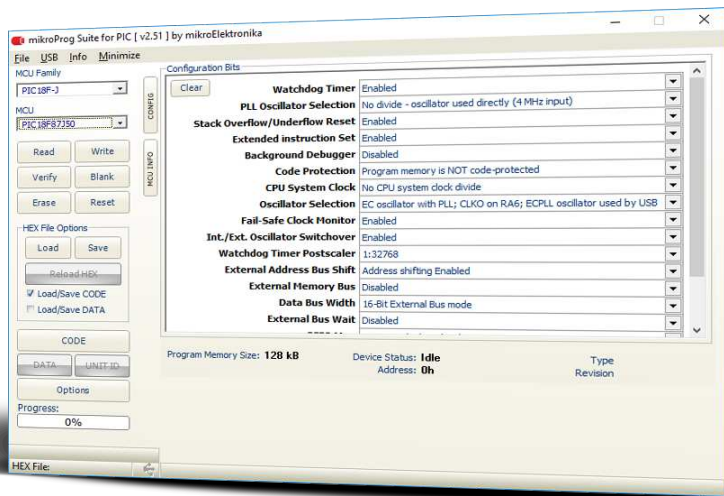 mikroProg Suite for PIC [ v2.51 ] by mikroElektronika
File USB Info Minimize
MCU Family
PIC18F-J
MCU
PIC18F87J50
Read Write
Verify Blank
Erase Reset
HEX File Options
Load Save
Reload HEX
Load/Save CODE
Load/Save DATA
CODE
DATA UNIT ID
Options
Progress:
0%
HEX File:
CONFIG
MCU INFO
Configuration Bits
Clear
Watchdog Timer Enabled
PLL Oscillator Selection No divide - oscillator used directly (4 MHz input)
Stack Overflow/Underflow Reset Enabled
Extended instruction Set Enabled
Background Debugger Disabled
Code Protection Program memory is NOT code-protected
CPU System Clock No CPU system clock divide
Oscillator Selection EC oscillator with PLL; CLKO on RA6; ECPLL oscillator used by USB
Fail-Safe Clock Monitor Enabled
Int./Ext. Oscillator Switchover Enabled
Watchdog Timer Postscaler 1:32768
External Address Bus Shift Address shifting Enabled
External Memory Bus Disabled
Data Bus Width 16-Bit External Bus mode
External Bus Wait Disabled
Program Memory Size: 128 kB
Device Status: Idle
Address: 0h
Type
Revision